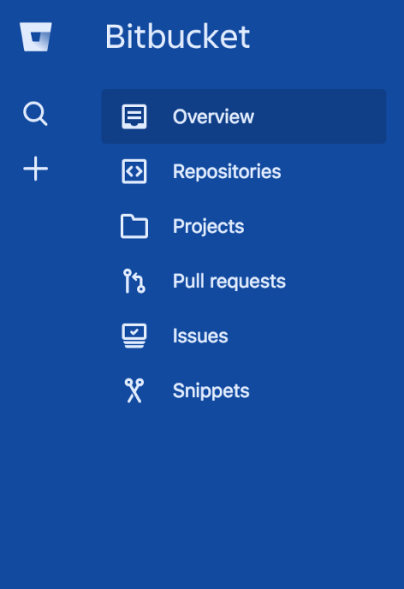 Bitbucket
Overview
Repositories
Projects
Pull requests
Issues
Snippets